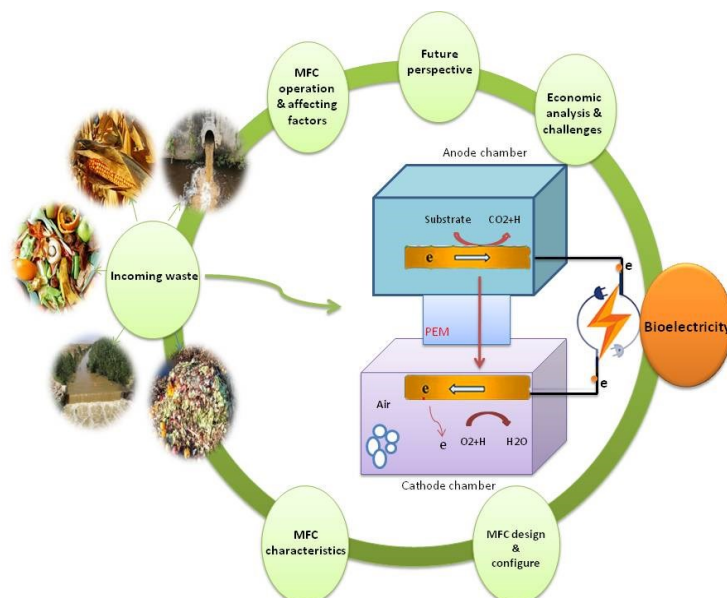 Future
perspective
MFC
operation
& affecting
factors
Economic
analysis &
challenges
Anode chamber
Substrate
CO2+H
e
e
Incoming waste
Bioelectricity
PEM
e
e
Air
e
O2+H
H2O
Cathode chamber
MFC
characteristics
MFC design
&
configure